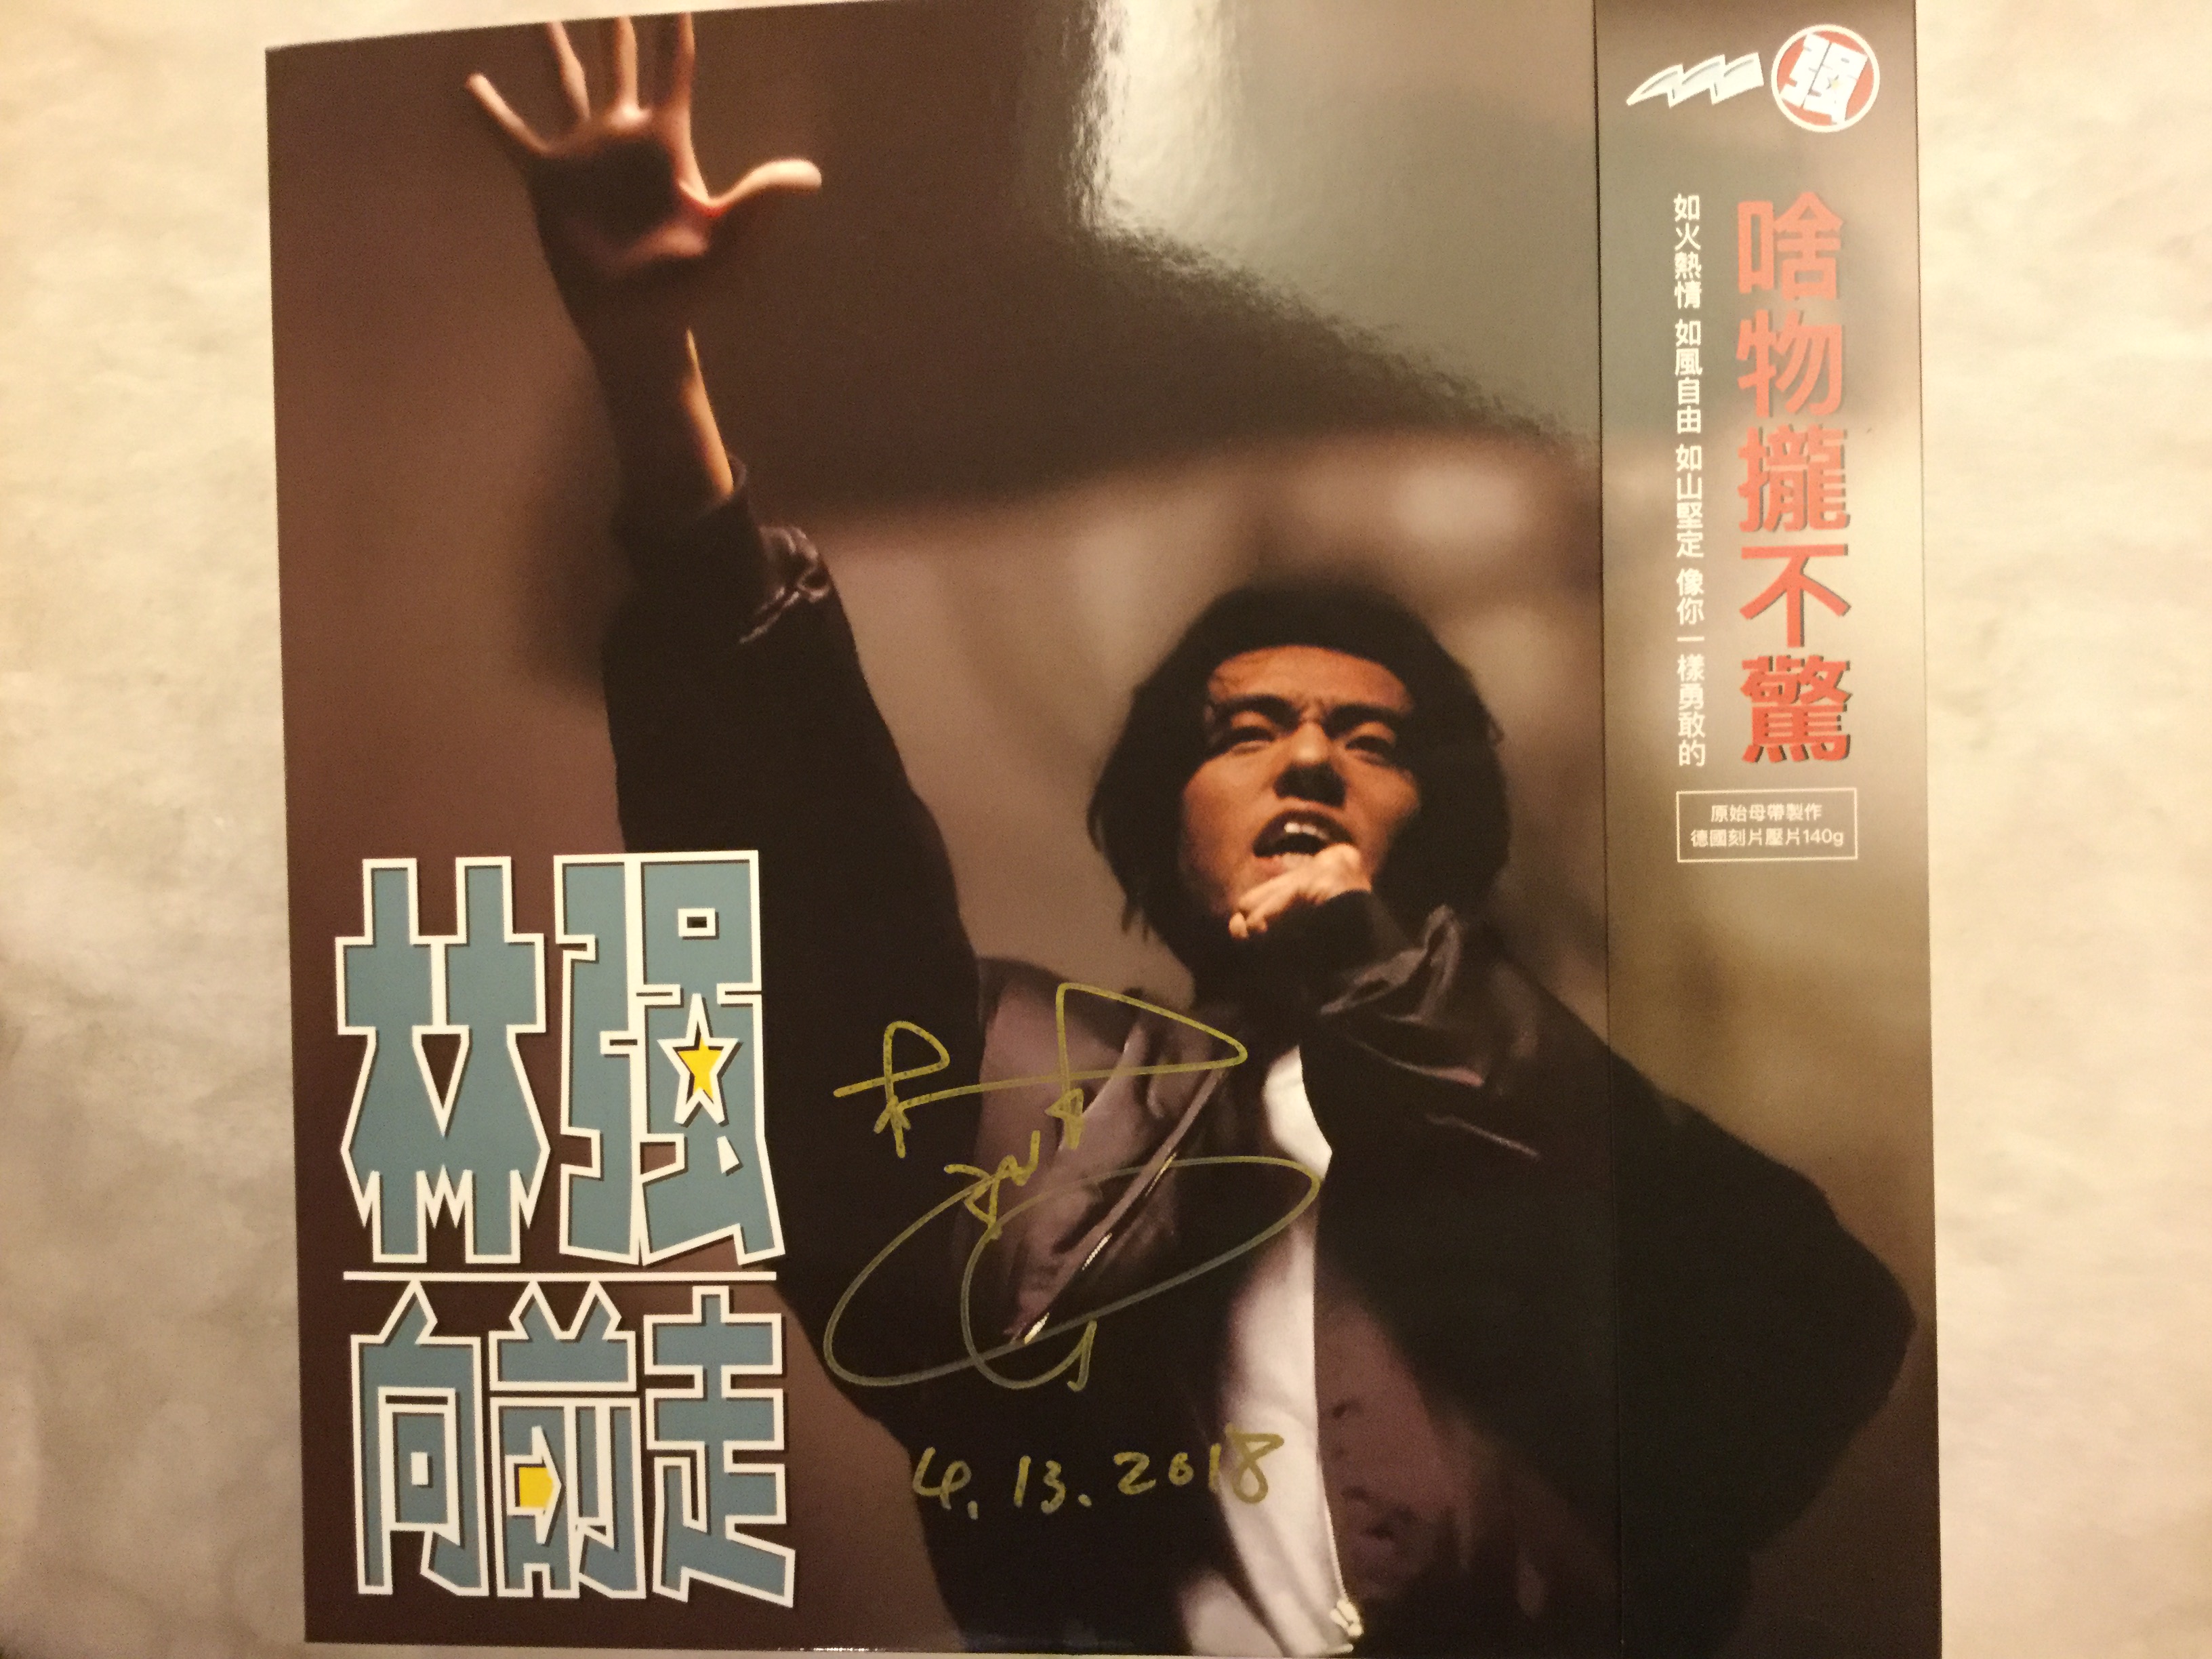 強
啥物攏不驚
如火熱情 如風自由 如山堅定 像你一樣勇敢的
原始母帶製作
德國刻片壓片140g
林強
向前走
4.13.2018